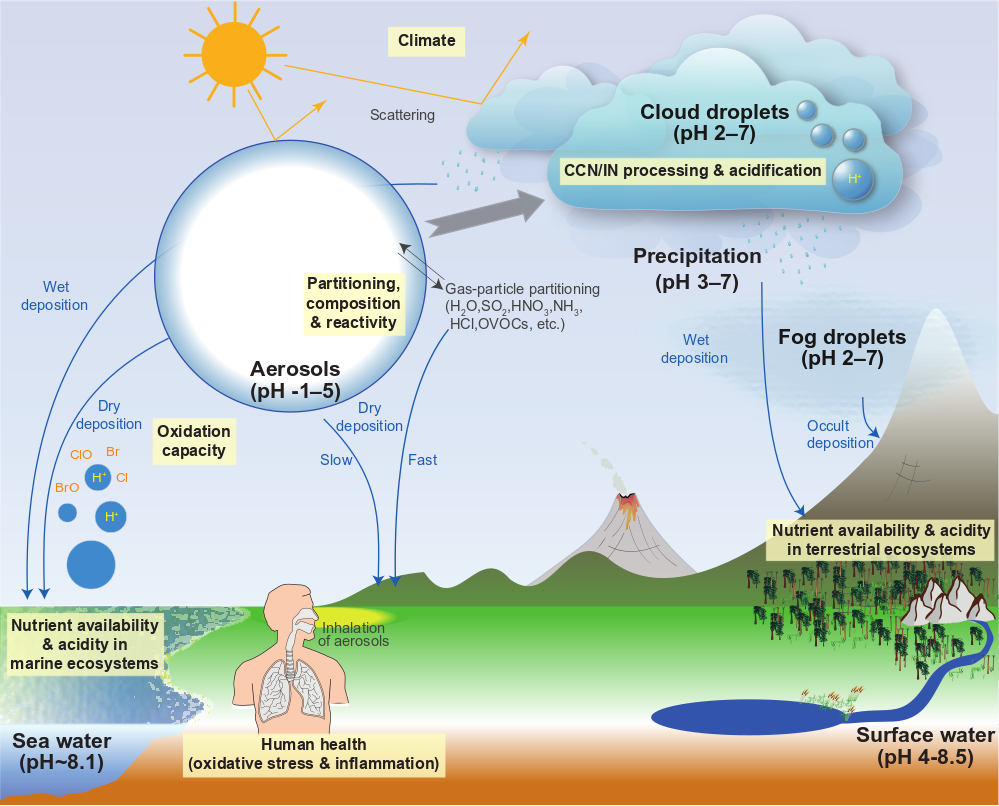 Climate
Scattering
Cloud droplets
(pH 2–7)
CCN/IN processing & acidification
H⁺
Precipitation
(pH 3–7)
Wet
deposition
Partitioning,
composition
& reactivity
Gas-particle partitioning
(H₂O,SO₂,HNO₃,NH₃,
HCl,OVOCs, etc.)
Aerosols
(pH -1–5)
Wet
deposition
Fog droplets
(pH 2–7)
Occult
deposition
Dry
deposition
Dry
deposition
Slow
Fast
Oxidation
capacity
ClO
Br
H⁺
Cl
BrO
H⁺
Nutrient availability & acidity
in terrestrial ecosystems
Nutrient availability
& acidity in
marine ecosystems
Inhalation
of aerosols
Sea water
(pH~8.1)
Human health
(oxidative stress & inflammation)
Surface water
(pH 4-8.5)